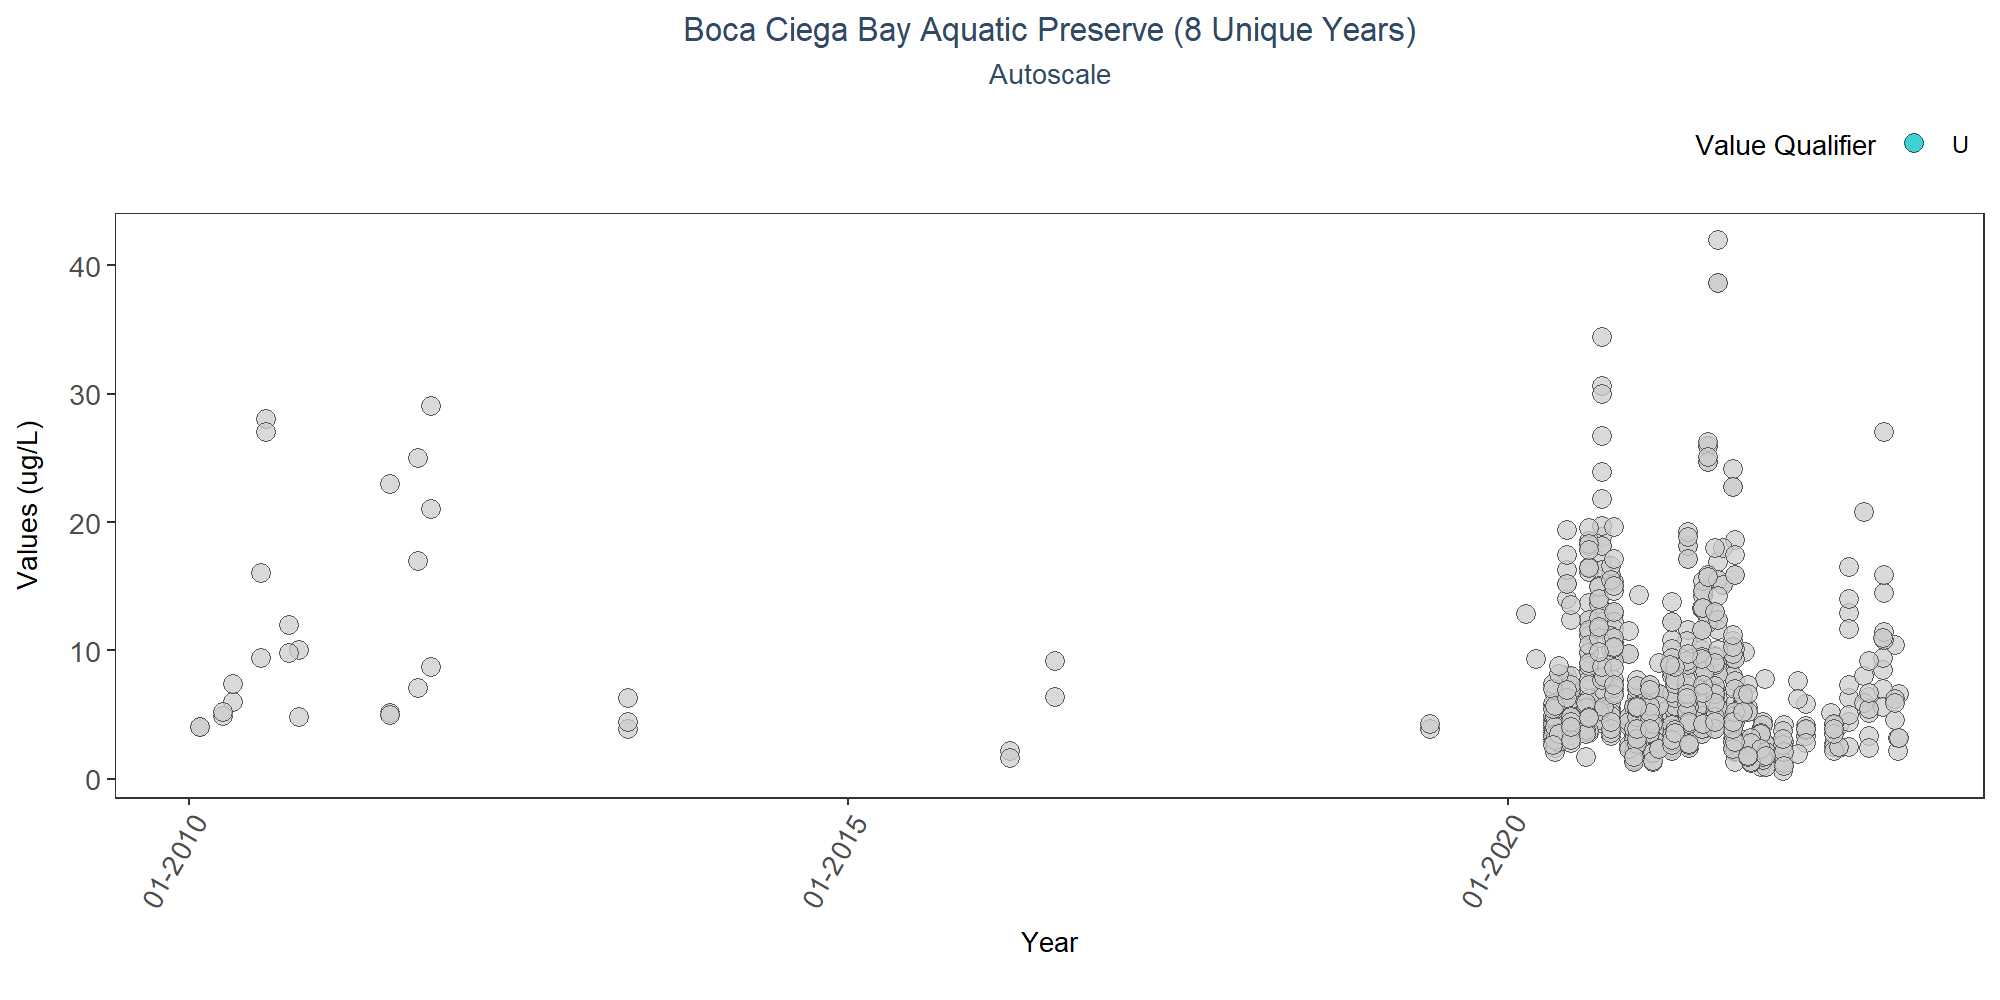 Boca Ciega Bay Aquatic Preserve (8 Unique Years)
Autoscale
Value Qualifier U
Values (ug/L)
40
30
20
10
0
01-2010 01-2015 01-2020
Year